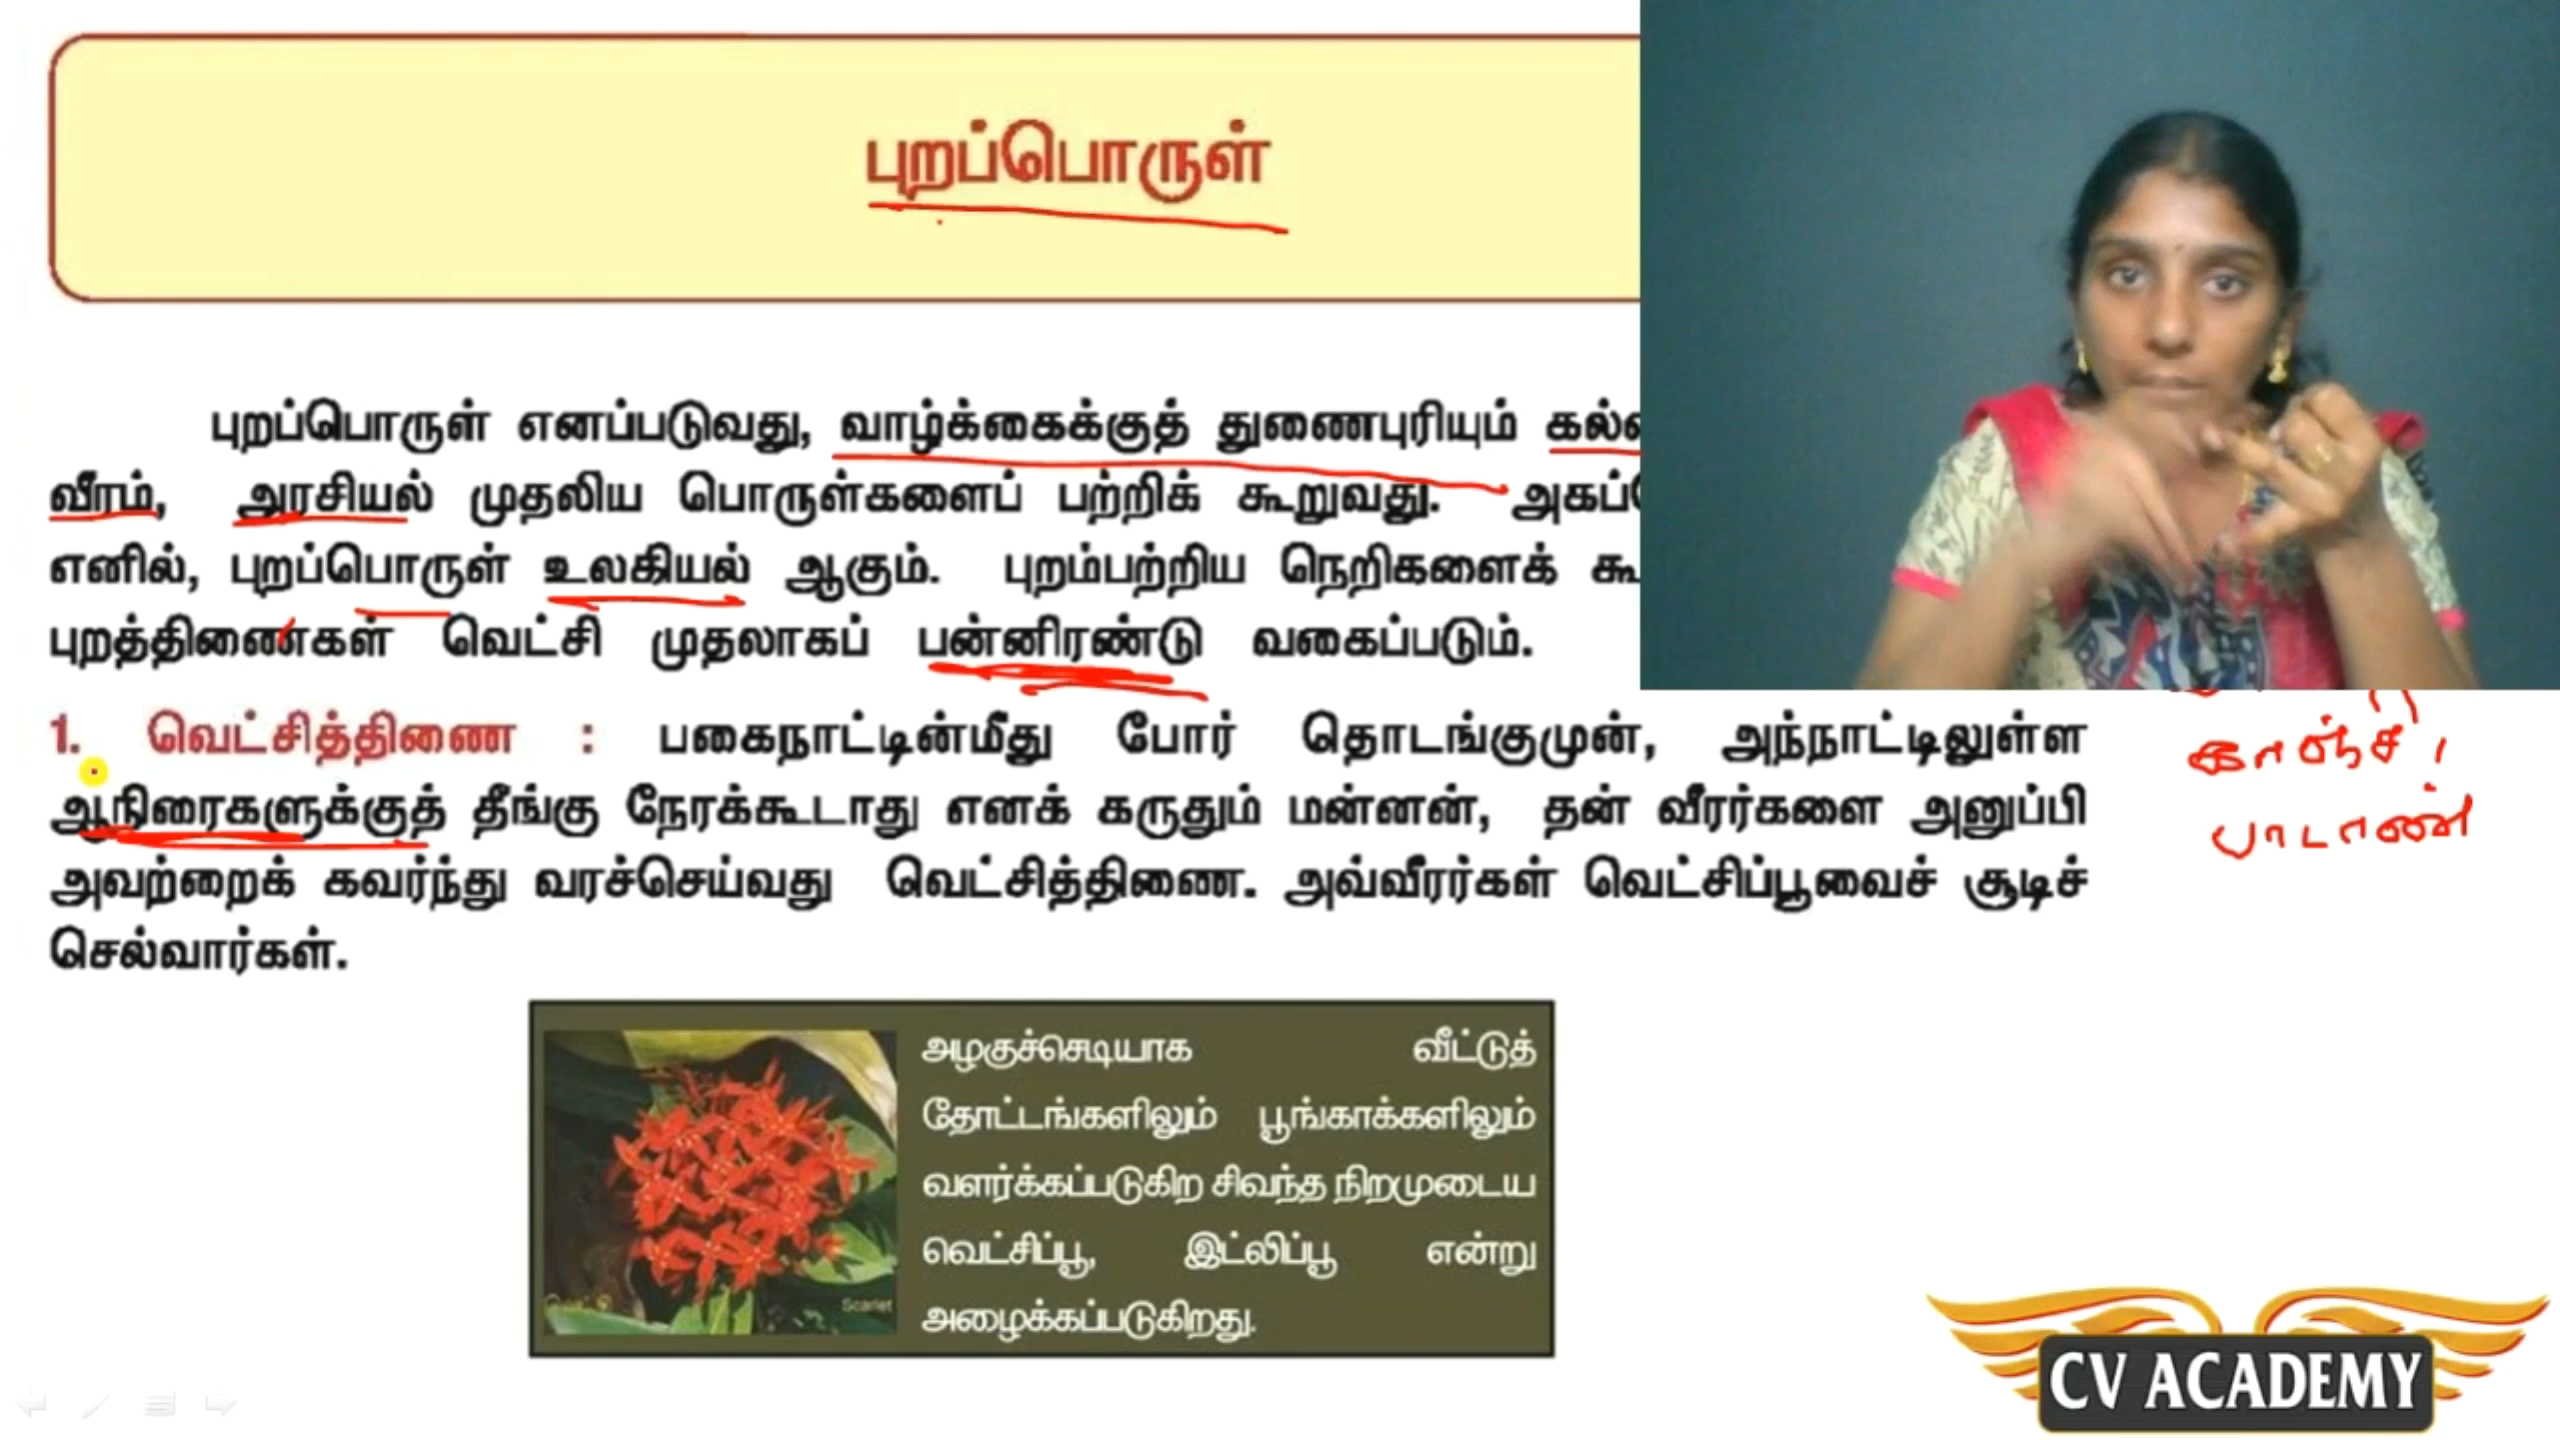 புறப்பொருள்
புறப்பொருள் எனப்படுவது, வாழ்க்கைக்குத் துணைபுரியும்
வீரம், அரசியல் முதலிய பொருள்களைப் பற்றிக் கூறுவது.
எனில், புறப்பொருள் உலகியல் ஆகும். புறம்பற்றிய நெறிகளைக்
புறத்திணைகள் வெட்சி முதலாகப் பன்னிரண்டு வகைப்படும்.
1. வெட்சித்திணை : பகைநாட்டின்மீது போர் தொடங்குமுன், அந்நாட்டிலுள்ள
ஆநிரைகளுக்குத் தீங்கு நேரக்கூடாது எனக் கருதும் மன்னன், தன் வீரர்களை அனுப்பி
அவற்றைக் கவர்ந்து வரச்செய்வது வெட்சித்திணை. அவ்வீரர்கள் வெட்சிப்பூவைச் சூடிச்
செல்வார்கள்.
காஞ்சி,
பாடாண்
அழகுச்செடியாக வீட்டுத்
தோட்டங்களிலும் பூங்காக்களிலும்
வளர்க்கப்படுகிற சிவந்த நிறமுடைய
வெட்சிப்பூ, இட்லிப்பூ என்று
அழைக்கப்படுகிறது.
Scarlet
CV ACADEMY